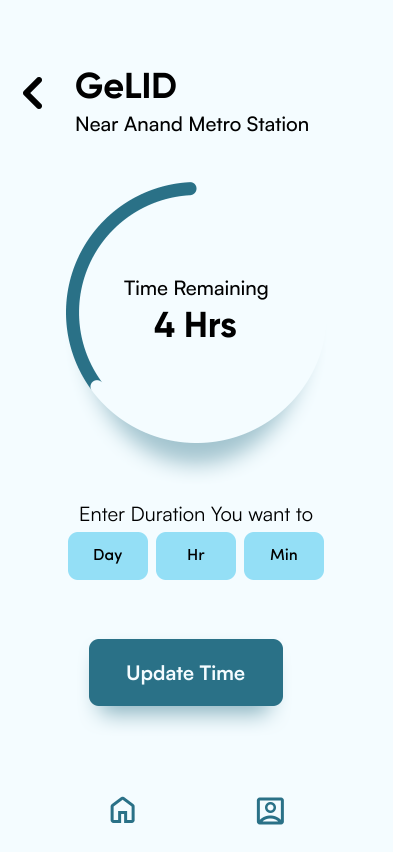 GeLID
Near Anand Metro Station
Time Remaining
4 Hrs
Enter Duration You want to
Day
Hr
Min
Update Time